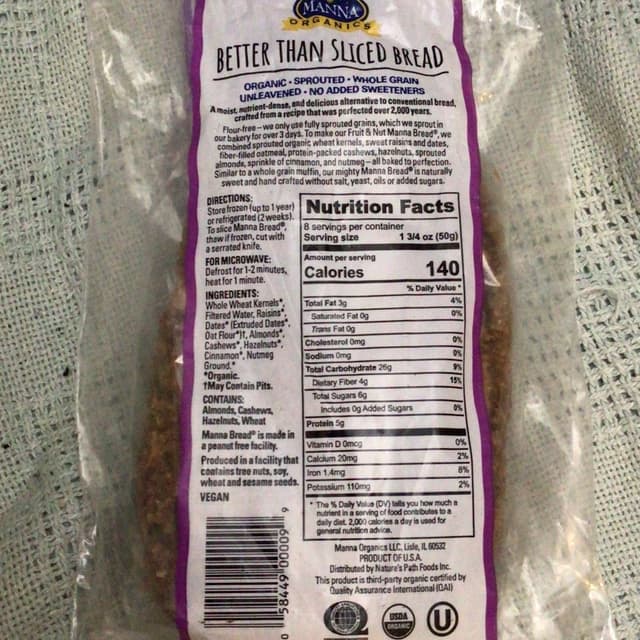 MANNA
ORGANICS
BETTER THAN SLICED BREAD
ORGANIC • SPROUTED • WHOLE GRAIN
UNLEAVENED • NO ADDED SWEETENERS
A moist, nutrient-dense, and delicious alternative to conventional bread,
crafted from a recipe that was perfected over 2,000 years.
Flour-free – we only use fully sprouted grains, which we sprout in
our bakery for over 3 days. To make our Fruit & Nut Manna Bread®, we
combined sprouted organic wheat kernels, sweet raisins and dates,
fiber-filled oatmeal, protein-packed cashews, hazelnuts, sprouted
almonds, sprinkle of cinnamon, and nutmeg – all baked to perfection.
Similar to a whole grain muffin, our mighty Manna Bread® is naturally
sweet and hand crafted without salt, yeast, oils or added sugars.
DIRECTIONS:
Store frozen (up to 1 year)
or refrigerated (2 weeks).
To slice Manna Bread®,
thaw if frozen, cut with
a serrated knife.
FOR MICROWAVE:
Defrost for 1-2 minutes,
heat for 1 minute.
INGREDIENTS:
Whole Wheat Kernels*,
Filtered Water, Raisins*,
Dates* (Extruded Dates*,
Oat Flour*)†, Almonds*,
Cashews*, Hazelnuts*,
Cinnamon*, Nutmeg
Ground.*
*Organic.
†May Contain Pits.
CONTAINS:
Almonds, Cashews,
Hazelnuts, Wheat
Manna Bread® is made in
a peanut free facility.
Produced in a facility that
contains tree nuts, soy,
wheat and sesame seeds.
VEGAN
Nutrition Facts
8 servings per container
Serving size 1 3/4 oz (50g)
Amount per serving
Calories 140
% Daily Value *
Total Fat 3g 4%
Saturated Fat 0g 0%
Trans Fat 0g
Cholesterol 0mg 0%
Sodium 0mg 0%
Total Carbohydrate 26g 9%
Dietary Fiber 4g 15%
Total Sugars 6g
Includes 0g Added Sugars 0%
Protein 5g
Vitamin D 0mcg 0%
Calcium 20mg 2%
Iron 1.4mg 8%
Potassium 110mg 2%
* The % Daily Value (DV) tells you how much a
nutrient in a serving of food contributes to a
daily diet. 2,000 calories a day is used for
general nutrition advice.
Manna Organics LLC, Lisle, IL 60532
PRODUCT OF U.S.A.
Distributed by Nature's Path Foods Inc.
This product is third-party organic certified by
Quality Assurance International (QAI)
0 58449 00009 9
USDA
ORGANIC
U